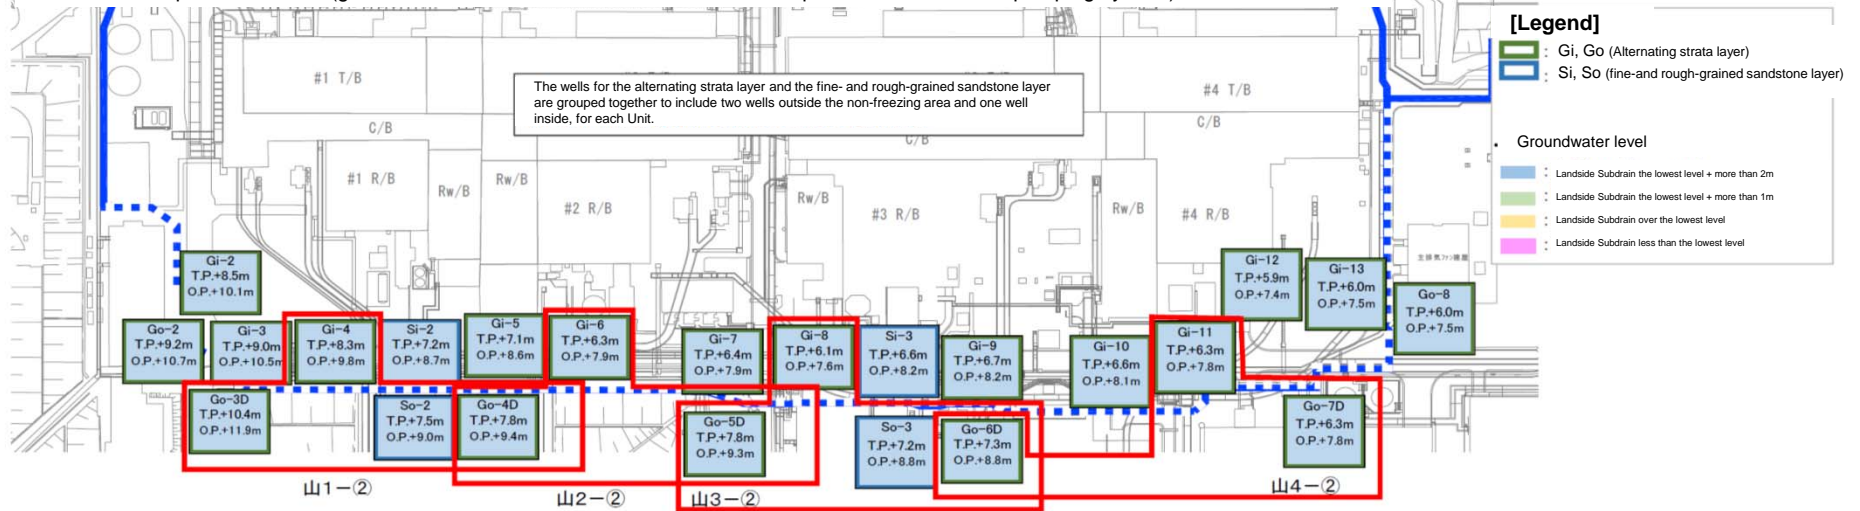 [Legend]
: Gi, Go (Alternating strata layer)
: Si, So (fine-and rough-grained sandstone layer)
. Groundwater level
: Landside Subdrain the lowest level + more than 2m
: Landside Subdrain the lowest level + more than 1m
: Landside Subdrain over the lowest level
: Landside Subdrain less than the lowest level
The wells for the alternating strata layer and the fine- and rough-grained sandstone layer
are grouped together to include two wells outside the non-freezing area and one well
inside, for each Unit.
#1 T/B
#4 T/B
C/B
C/B
C/B
#1 R/B
Rw/B
Rw/B
#2 R/B
Rw/B
#3 R/B
Rw/B
#4 R/B
Gi-2
T.P.+8.5m
O.P.+10.1m
Gi-12
T.P.+5.9m
O.P.+7.4m
Gi-13
T.P.+6.0m
O.P.+7.5m
Go-8
T.P.+6.0m
O.P.+7.5m
Go-2
T.P.+9.2m
O.P.+10.7m
Gi-3
T.P.+9.0m
O.P.+10.5m
Gi-4
T.P.+8.3m
O.P.+9.8m
Si-2
T.P.+7.2m
O.P.+8.7m
Gi-5
T.P.+7.1m
O.P.+8.6m
Gi-6
T.P.+6.3m
O.P.+7.9m
Gi-7
T.P.+6.4m
O.P.+7.9m
Gi-8
T.P.+6.1m
O.P.+7.6m
Si-3
T.P.+6.6m
O.P.+8.2m
Gi-9
T.P.+6.7m
O.P.+8.2m
Gi-10
T.P.+6.6m
O.P.+8.1m
Gi-11
T.P.+6.3m
O.P.+7.8m
Go-3D
T.P.+10.4m
O.P.+11.9m
So-2
T.P.+7.5m
O.P.+9.0m
Go-4D
T.P.+7.8m
O.P.+9.4m
Go-5D
T.P.+7.8m
O.P.+9.3m
So-3
T.P.+7.2m
O.P.+8.8m
Go-6D
T.P.+7.3m
O.P.+8.8m
Go-7D
T.P.+6.3m
O.P.+7.8m
山1-②
山2-②
山3-②
山4-②